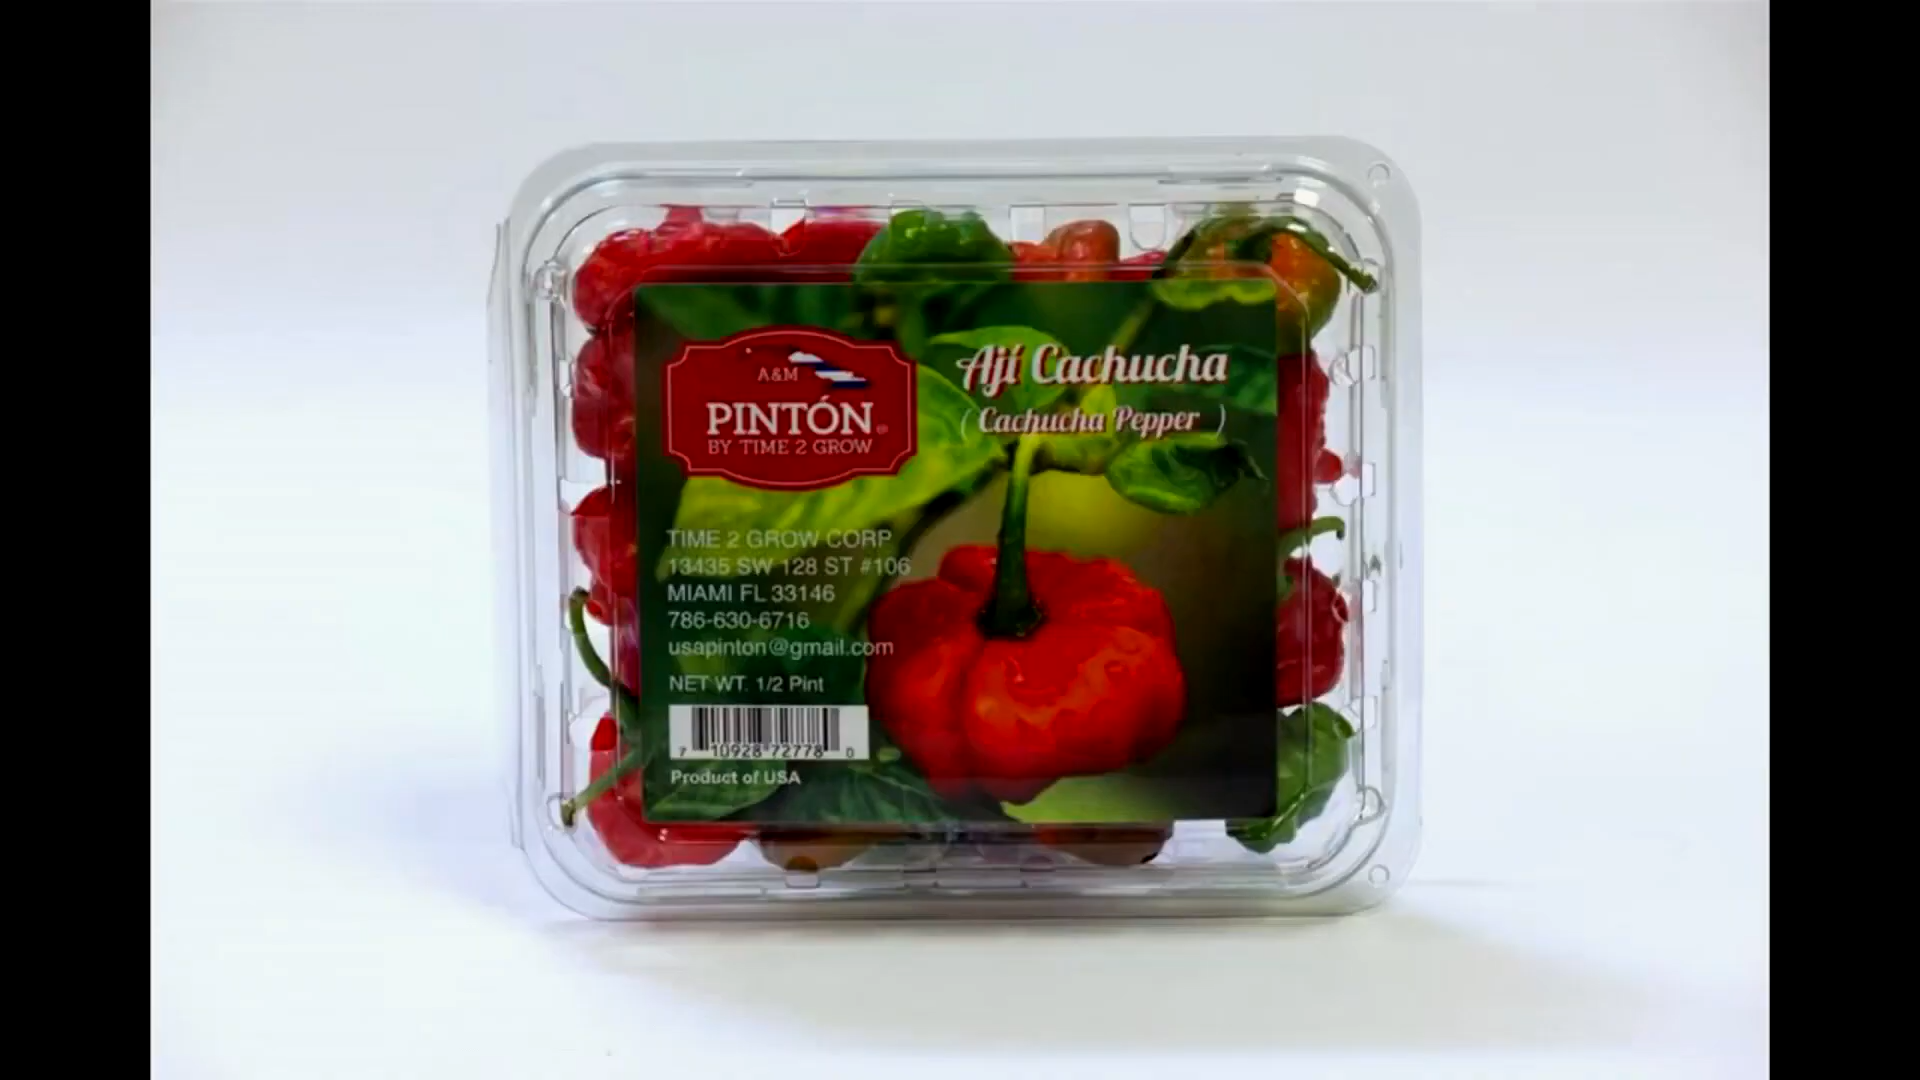 A&M
PINTÓN®
BY TIME 2 GROW
Ají Cachucha
( Cachucha Pepper )
TIME 2 GROW CORP
13435 SW 128 ST #106
MIAMI FL 33146
786-630-6716
usapinton@gmail.com
NET WT. 1/2 Pint
7 10928 72778 0
Product of USA